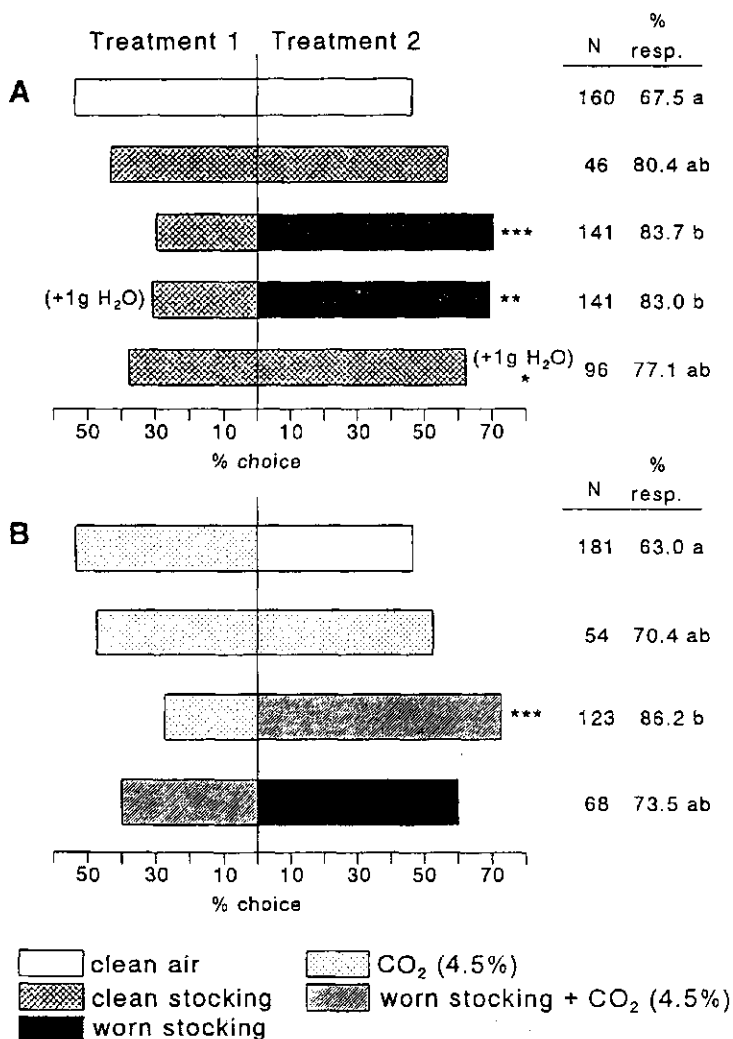 Treatment 1 Treatment 2 % 
N resp.
A 160 67.5 a
46 80.4 ab
*** 141 83.7 b
(+1g H₂O) ** 141 83.0 b
(+1g H₂O)
* 96 77.1 ab
50 30 10 10 30 50 70
% choice
%
N resp.
B 181 63.0 a
54 70.4 ab
*** 123 86.2 b
68 73.5 ab
50 30 10 10 30 50 70
% choice
clean air CO₂ (4.5%)
clean stocking worn stocking + CO₂ (4.5%)
worn stocking